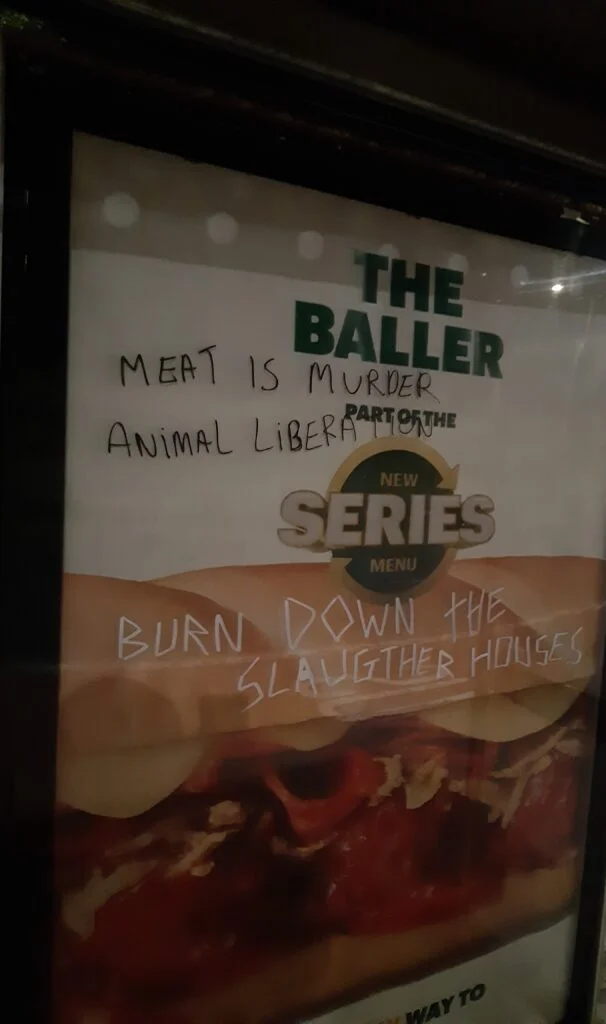 THE
BALLER
MEAT IS MURDER
PART OF THE
ANIMAL LIBERATION
NEW
SERIES
MENU
BURN DOWN THE
SLAUGTHER HOUSES
WAY TO